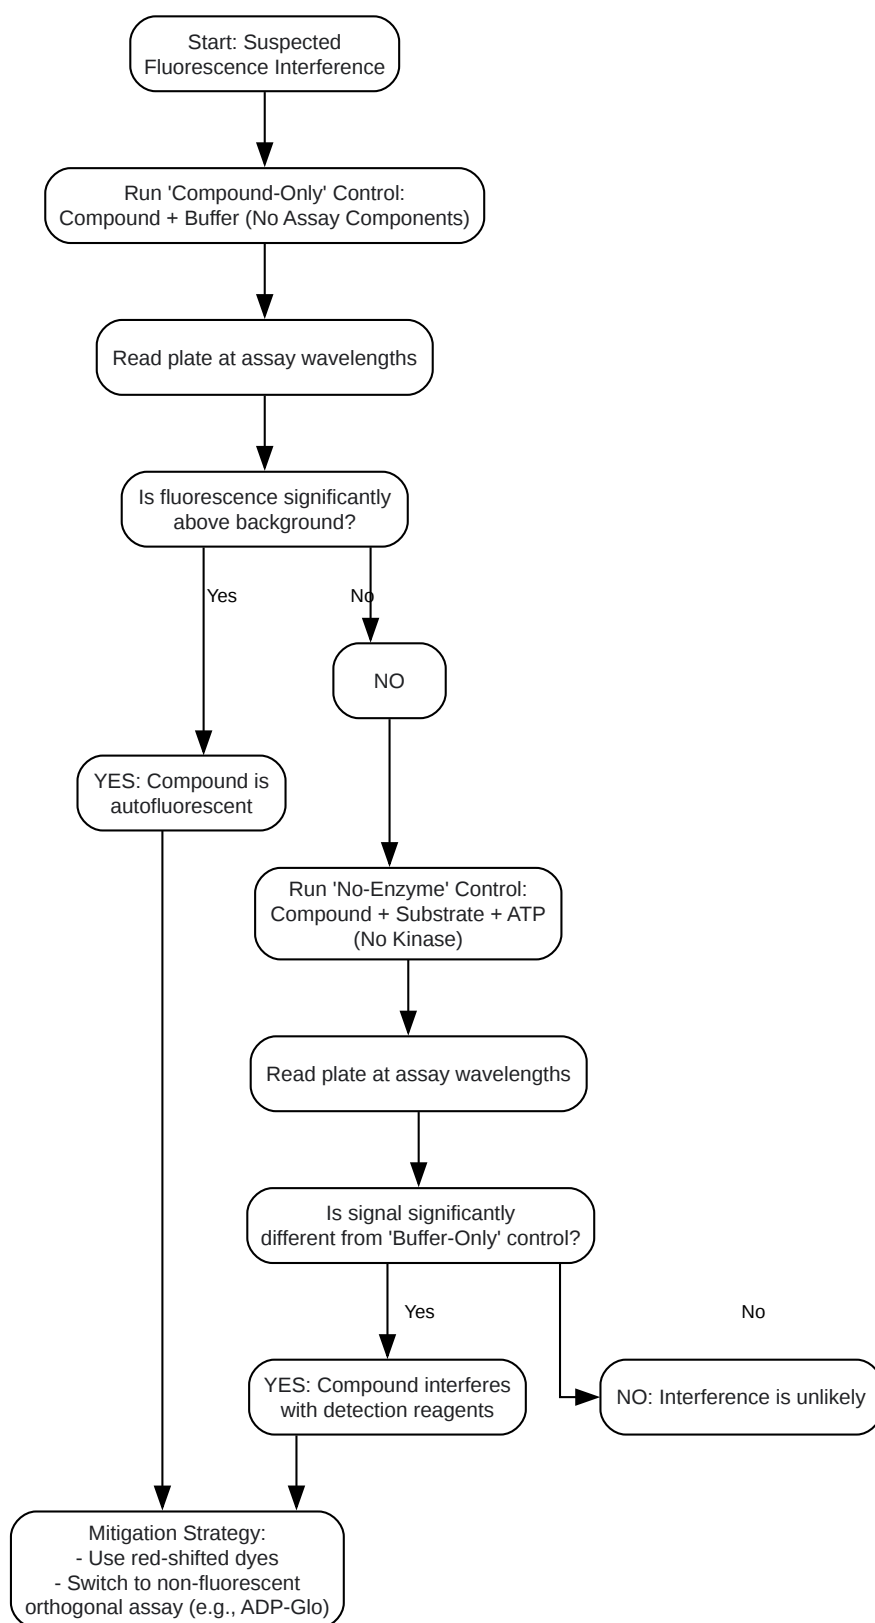 Start: Suspected
Fluorescence Interference
Run 'Compound-Only' Control:
Compound + Buffer (No Assay Components)
Read plate at assay wavelengths
Is fluorescence significantly
above background?
Yes
No
NO
YES: Compound is
autofluorescent
Run 'No-Enzyme' Control:
Compound + Substrate + ATP
(No Kinase)
Read plate at assay wavelengths
Is signal significantly
different from 'Buffer-Only' control?
Yes
No
YES: Compound interferes
with detection reagents
NO: Interference is unlikely
Mitigation Strategy:
- Use red-shifted dyes
- Switch to non-fluorescent
orthogonal assay (e.g., ADP-Glo)